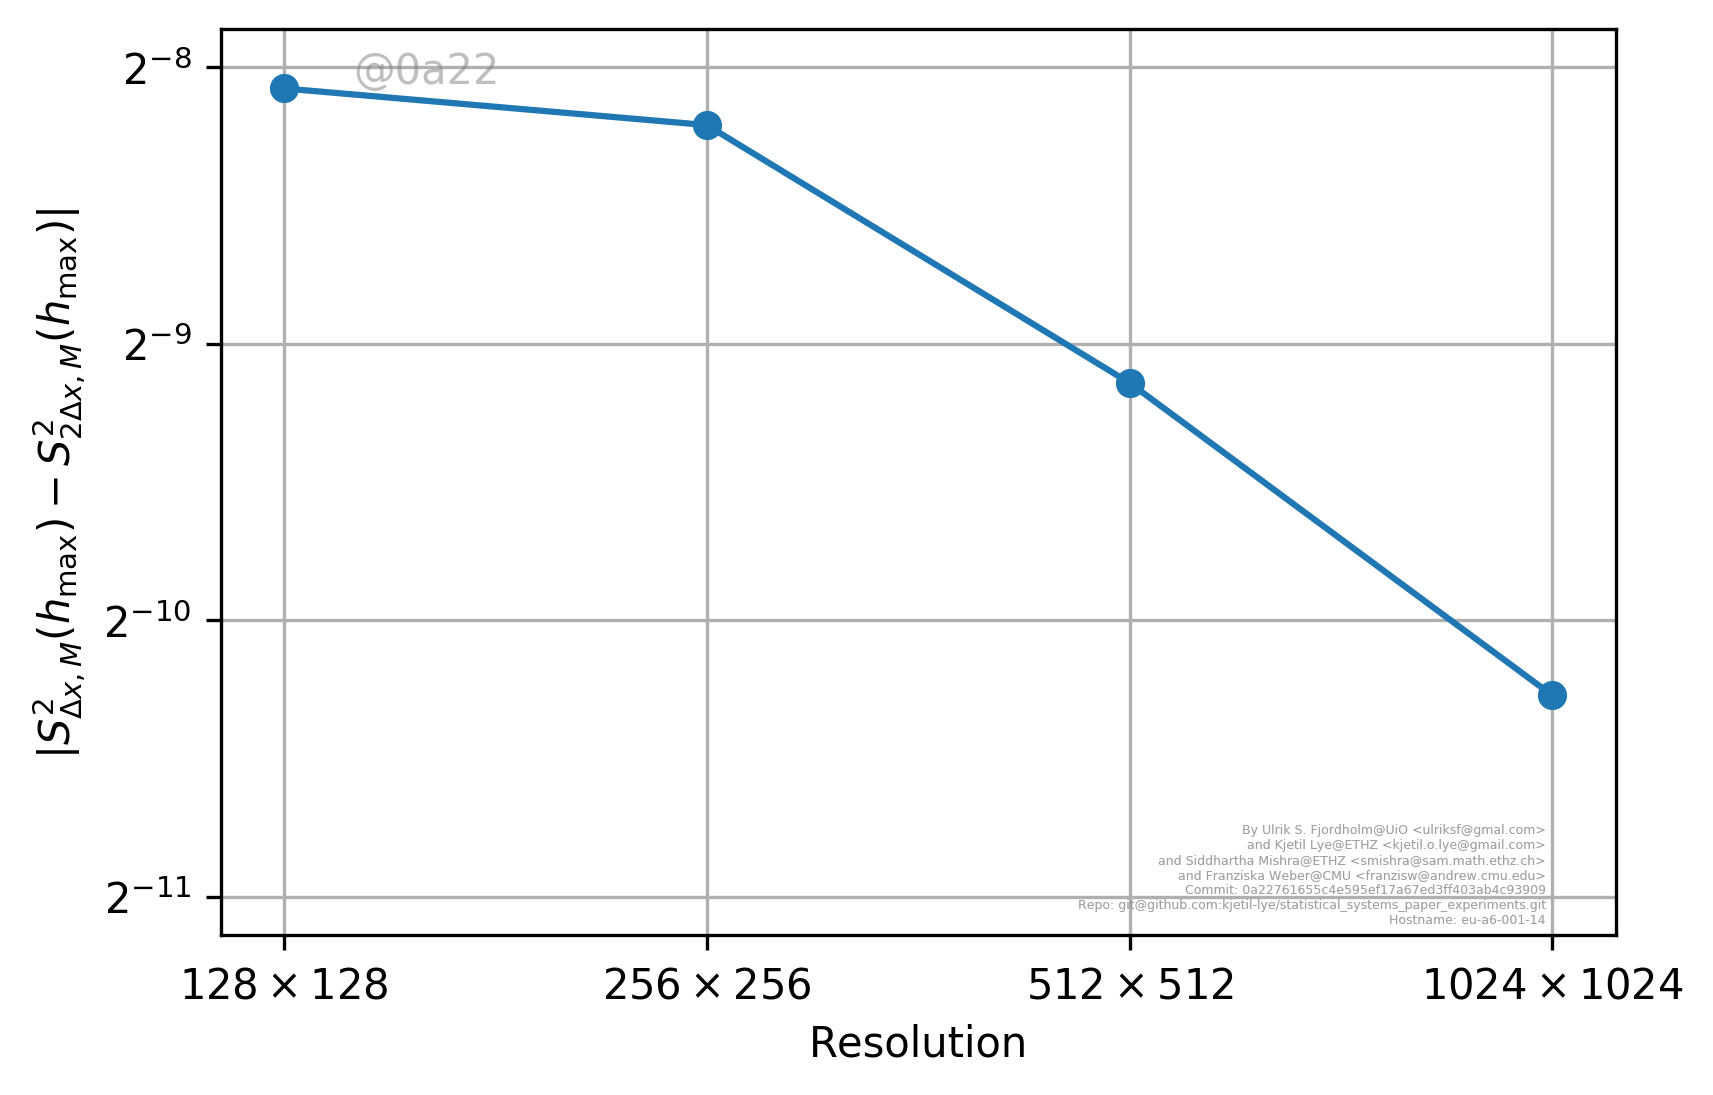 2⁻⁸
@0a22
2⁻⁹
2⁻¹⁰
2⁻¹¹
|S²_{Δx, M}(h_max) − S²_{2Δx, M}(h_max)|
By Ulrik S. Fjordholm@UiO <ulriksf@gmal.com>
and Kjetil Lye@ETHZ <kjetil.o.lye@gmail.com>
and Siddhartha Mishra@ETHZ <smishra@sam.math.ethz.ch>
and Franziska Weber@CMU <franzisw@andrew.cmu.edu>
Commit: 0a22761655c4e595ef17a67ed3ff403ab4c93909
Repo: git@github.com:kjetil-lye/statistical_systems_paper_experiments.git
Hostname: eu-a6-001-14
128 × 128 256 × 256 512 × 512 1024 × 1024
Resolution